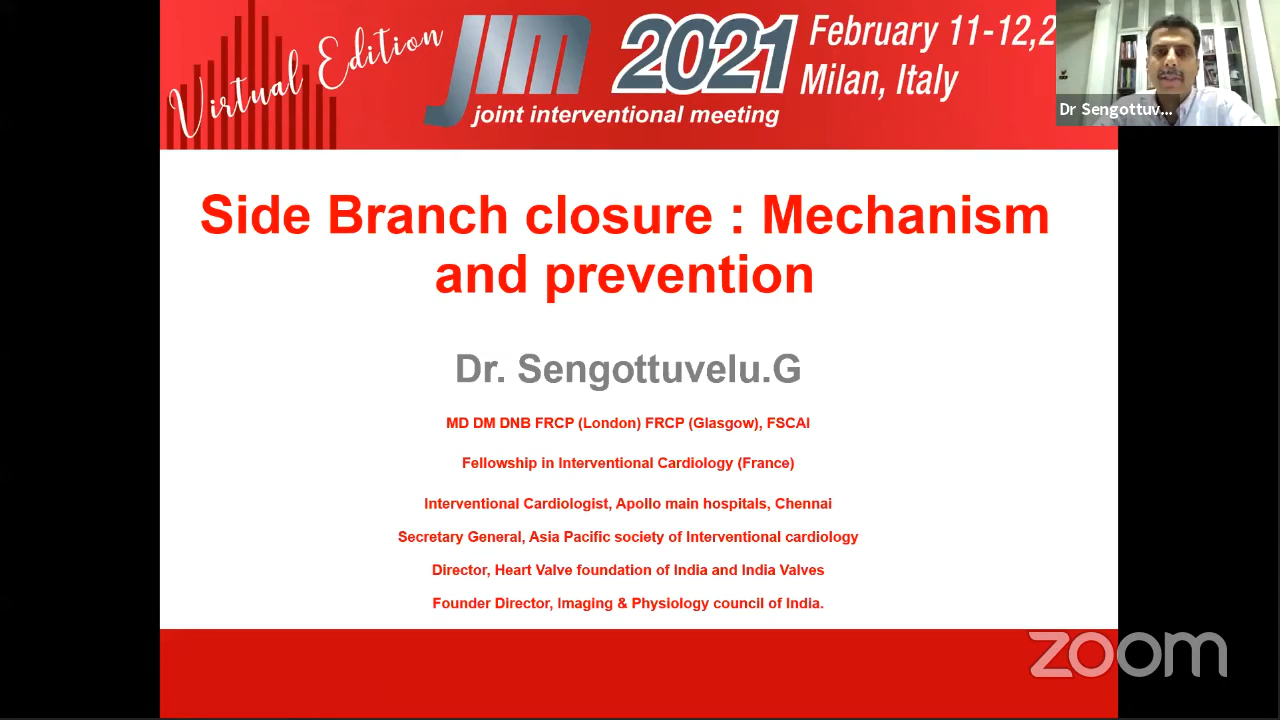 Virtual Edition
JIM 2021 February 11-12,2
Milan, Italy
joint interventional meeting
Dr Sengottuv...
Side Branch closure : Mechanism
and prevention
Dr. Sengottuvelu.G
MD DM DNB FRCP (London) FRCP (Glasgow), FSCAI
Fellowship in Interventional Cardiology (France)
Interventional Cardiologist, Apollo main hospitals, Chennai
Secretary General, Asia Pacific society of Interventional cardiology
Director, Heart Valve foundation of India and India Valves
Founder Director, Imaging & Physiology council of India.
zoom